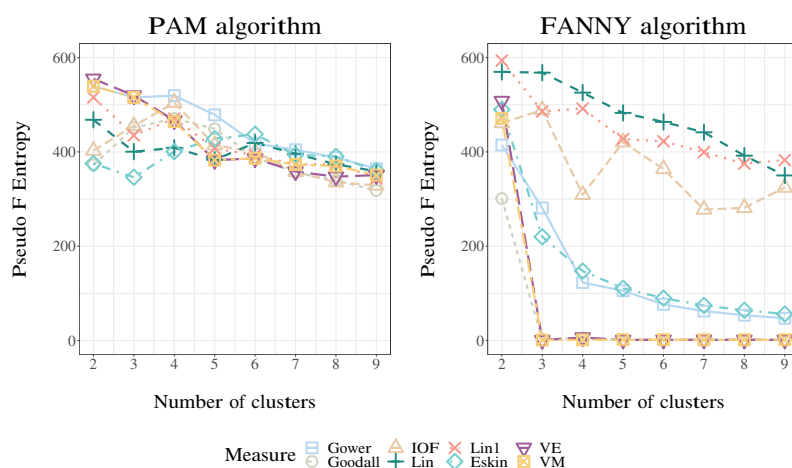 PAM algorithm
FANNY algorithm
Pseudo F Entropy
600
400
200
0
2 3 4 5 6 7 8 9
Number of clusters
Pseudo F Entropy
600
400
200
0
2 3 4 5 6 7 8 9
Number of clusters
Measure
Gower IOF Lin1 VE
Goodall Lin Eskin VM